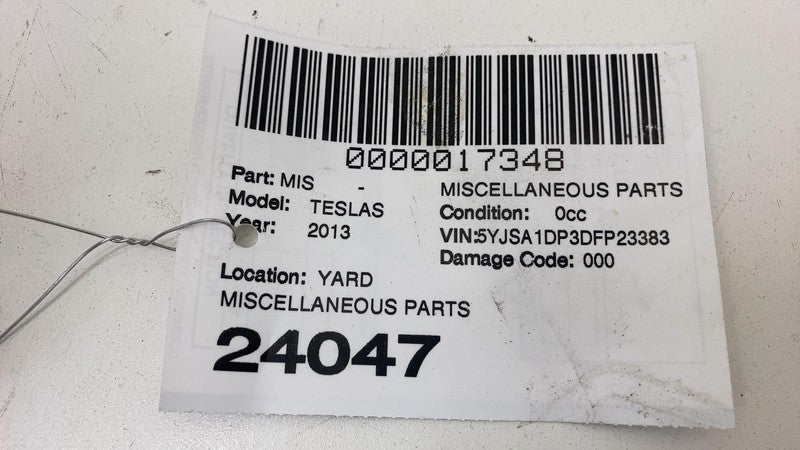 0000017348
Part: MIS - MISCELLANEOUS PARTS
Model: TESLAS Condition: 0cc
Year: 2013 VIN:5YJSA1DP3DFP23383
Damage Code: 000
Location: YARD
MISCELLANEOUS PARTS
24047